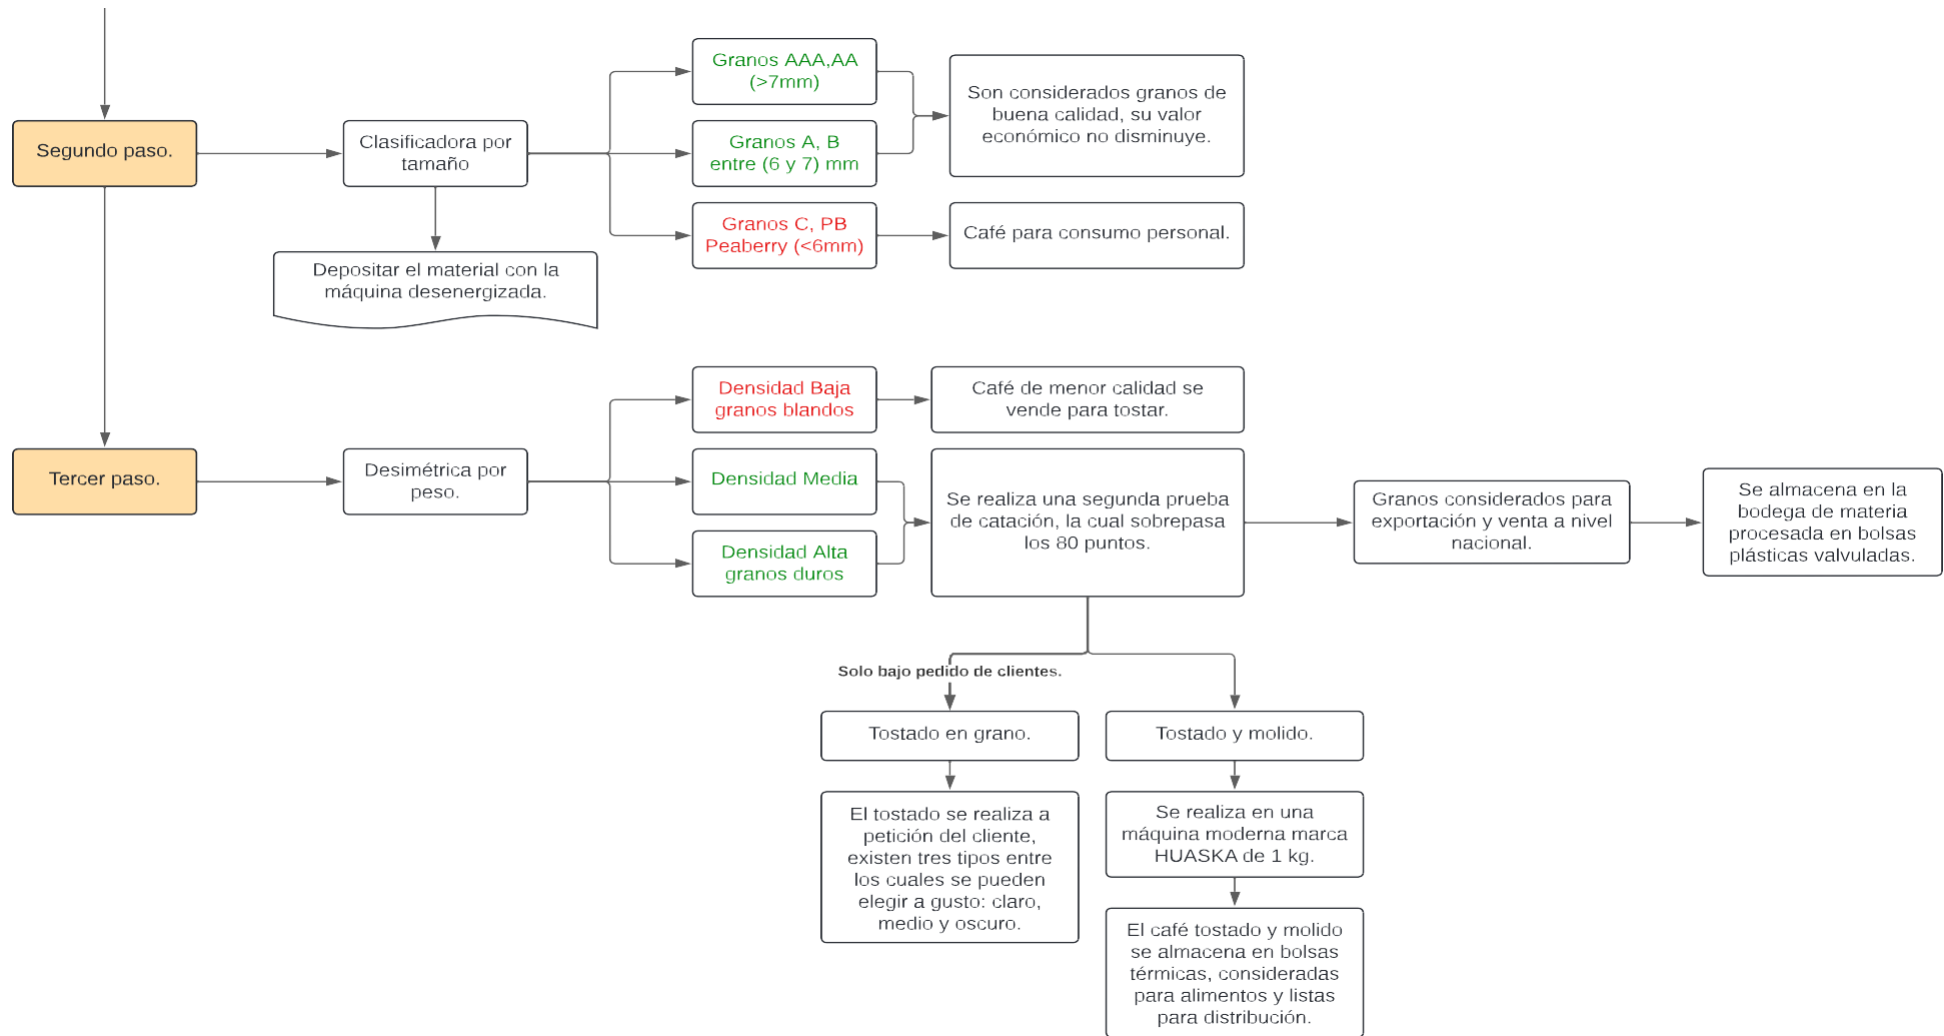 Segundo paso.
Clasificadora por
tamaño
Depositar el material con la
máquina desenergizada.
Granos AAA,AA
(>7mm)
Granos A, B
entre (6 y 7) mm
Son considerados granos de
buena calidad, su valor
económico no disminuye.
Granos C, PB
Peaberry (<6mm)
Café para consumo personal.
Tercer paso.
Desimétrica por
peso.
Densidad Baja
granos blandos
Café de menor calidad se
vende para tostar.
Densidad Media
Densidad Alta
granos duros
Se realiza una segunda prueba
de catación, la cual sobrepasa
los 80 puntos.
Granos considerados para
exportación y venta a nivel
nacional.
Se almacena en la
bodega de materia
procesada en bolsas
plásticas valvuladas.
Solo bajo pedido de clientes.
Tostado en grano.
El tostado se realiza a
petición del cliente,
existen tres tipos entre
los cuales se pueden
elegir a gusto: claro,
medio y oscuro.
Tostado y molido.
Se realiza en una
máquina moderna marca
HUASKA de 1 kg.
El café tostado y molido
se almacena en bolsas
térmicas, consideradas
para alimentos y listas
para distribución.